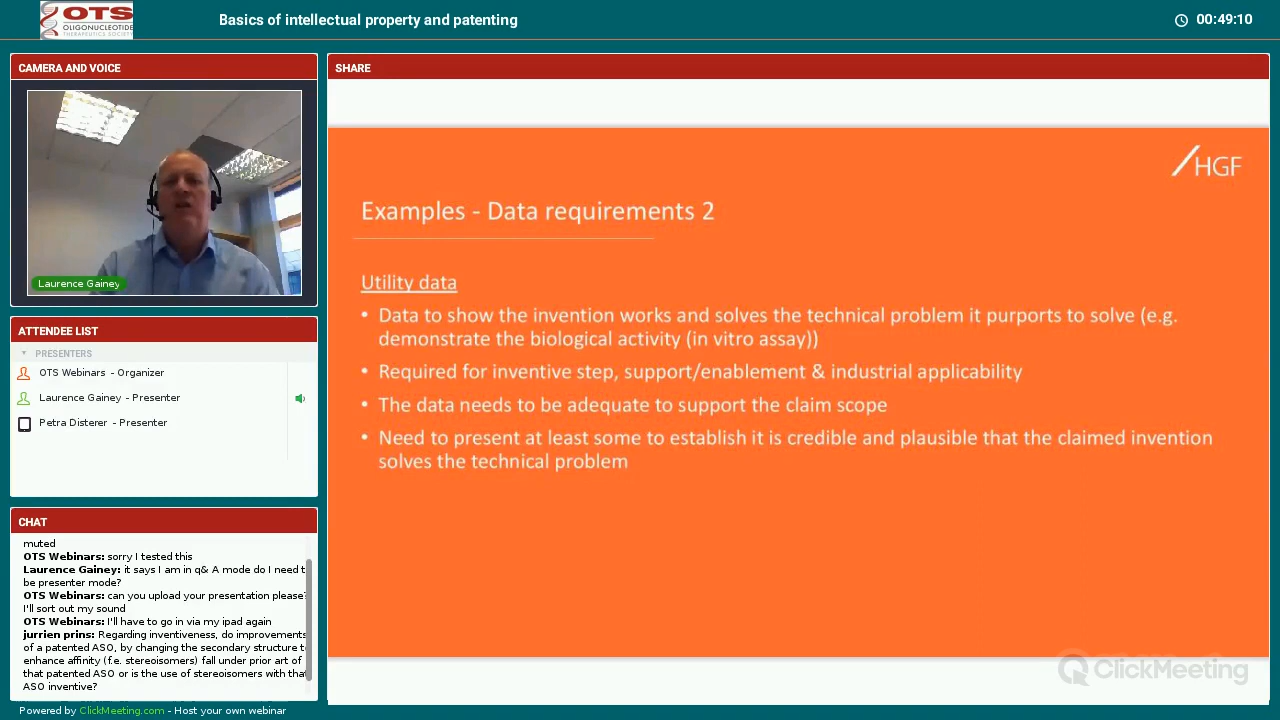 OTS
OLIGONUCLEOTIDE
THERAPEUTICS SOCIETY
Basics of intellectual property and patenting
00:49:10
CAMERA AND VOICE
Laurence Gainey
ATTENDEE LIST
PRESENTERS
OTS Webinars - Organizer
Laurence Gainey - Presenter
Petra Disterer - Presenter
CHAT
muted
OTS Webinars: sorry I tested this
Laurence Gainey: it says I am in q& A mode do I need t
be presenter mode?
OTS Webinars: can you upload your presentation please?
I'll sort out my sound
OTS Webinars: I'll have to go in via my ipad again
jurrien prins: Regarding inventiveness, do improvements
of a patented ASO, by changing the secondary structure t
enhance affinity (f.e. stereoisomers) fall under prior art of
that patented ASO or is the use of stereoisomers with that
ASO inventive?
Powered by ClickMeeting.com - Host your own webinar
SHARE
HGF
Examples - Data requirements 2
Utility data
• Data to show the invention works and solves the technical problem it purports to solve (e.g.
demonstrate the biological activity (in vitro assay))
• Required for inventive step, support/enablement & industrial applicability
• The data needs to be adequate to support the claim scope
• Need to present at least some to establish it is credible and plausible that the claimed invention
solves the technical problem
ClickMeeting